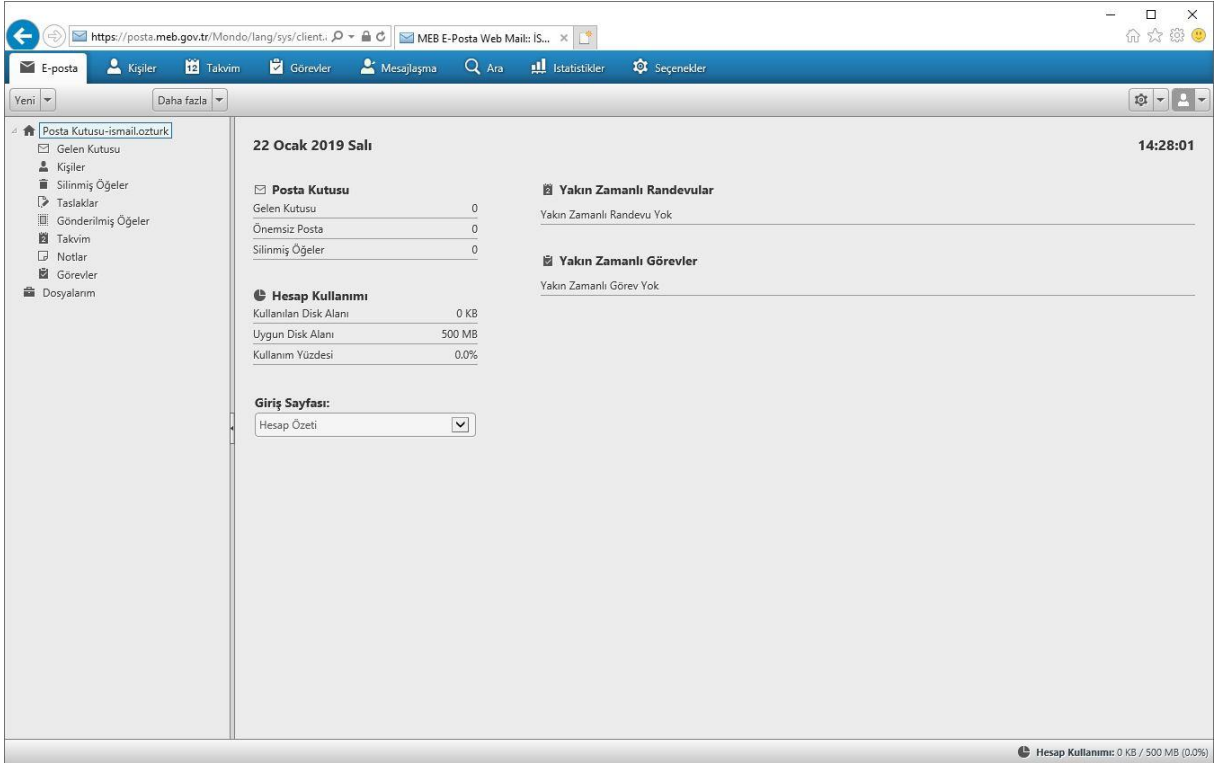 https://posta.meb.gov.tr/Mondo/lang/sys/client.
MEB E-Posta Web Mail:: İS...
E-posta
Kişiler
12 Takvim
Görevler
Mesajlaşma
Ara
Istatistikler
Seçenekler
Yeni
Daha fazla
Posta Kutusu-ismail.ozturk
Gelen Kutusu
Kişiler
Silinmiş Öğeler
Taslaklar
Gönderilmiş Öğeler
Takvim
Notlar
Görevler
Dosyalarım
22 Ocak 2019 Salı
14:28:01
Posta Kutusu
Gelen Kutusu 0
Önemsiz Posta 0
Silinmiş Öğeler 0
Hesap Kullanımı
Kullanılan Disk Alanı 0 KB
Uygun Disk Alanı 500 MB
Kullanım Yüzdesi 0.0%
Giriş Sayfası:
Hesap Özeti
Yakın Zamanlı Randevular
Yakın Zamanlı Randevu Yok
Yakın Zamanlı Görevler
Yakın Zamanlı Görev Yok
Hesap Kullanımı: 0 KB / 500 MB (0.0%)